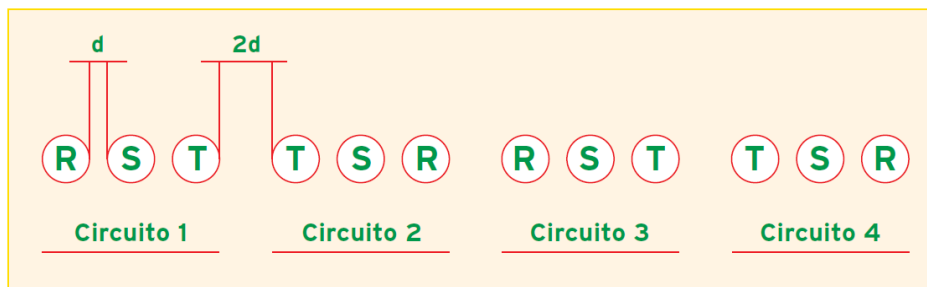 d 2d
R S T T S R R S T T S R
Circuito 1 Circuito 2 Circuito 3 Circuito 4